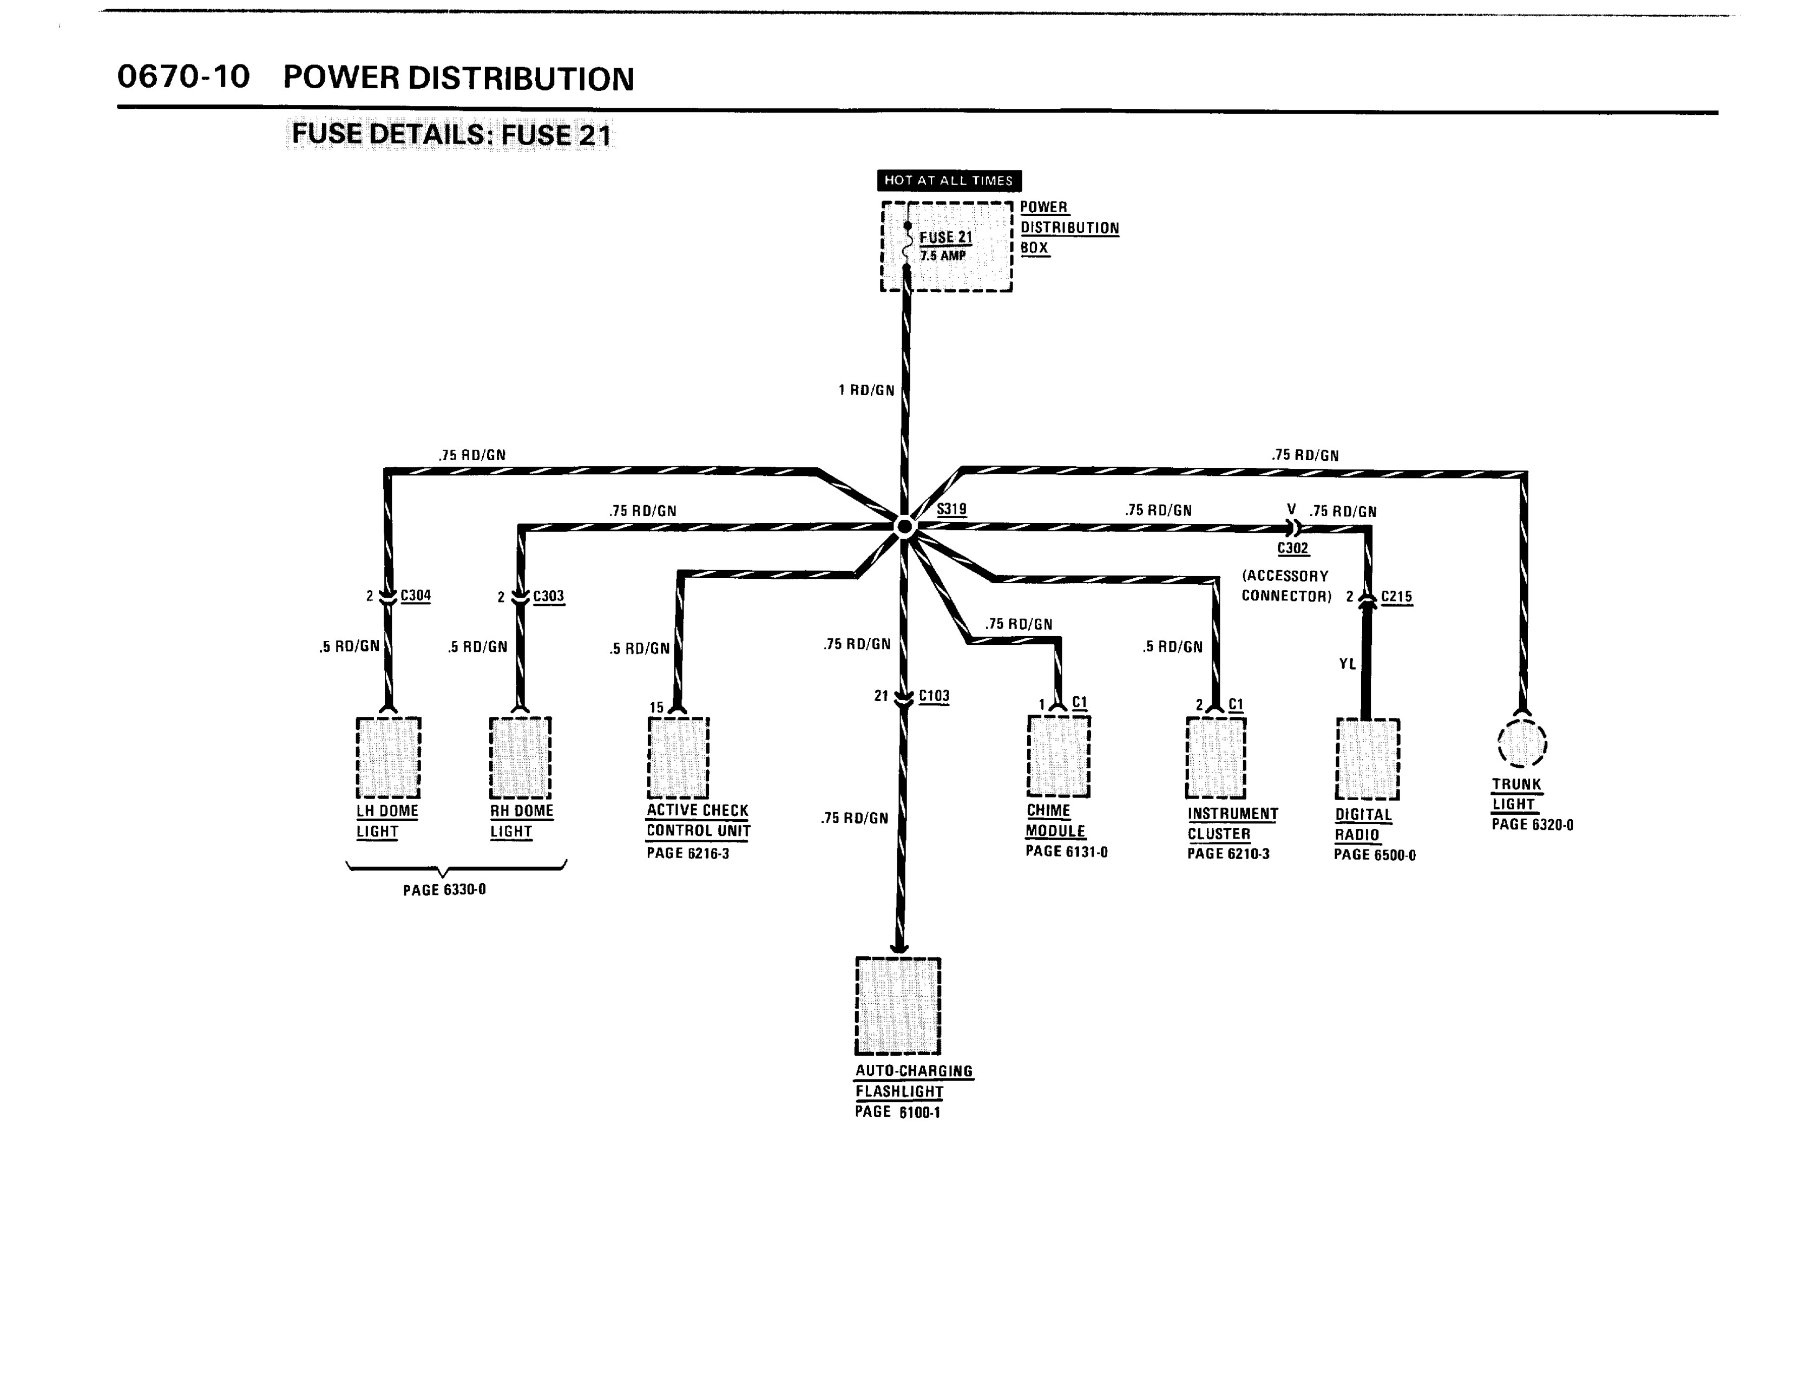 0670-10 POWER DISTRIBUTION
FUSE DETAILS: FUSE 21
HOT AT ALL TIMES
POWER
DISTRIBUTION
BOX
FUSE 21
7.5 AMP
1 RD/GN
.75 RD/GN
.75 RD/GN
.75 RD/GN
S319
.75 RD/GN
V .75 RD/GN
C302
(ACCESSORY
CONNECTOR)
2 C304
2 C303
2 C215
.5 RD/GN
.5 RD/GN
.5 RD/GN
.75 RD/GN
.75 RD/GN
.5 RD/GN
YL
15
21 C103
1 C1
2 C1
LH DOME
LIGHT
RH DOME
LIGHT
PAGE 6330-0
ACTIVE CHECK
CONTROL UNIT
PAGE 6216-3
.75 RD/GN
CHIME
MODULE
PAGE 6131-0
INSTRUMENT
CLUSTER
PAGE 6210-3
DIGITAL
RADIO
PAGE 6500-0
TRUNK
LIGHT
PAGE 6320-0
AUTO-CHARGING
FLASHLIGHT
PAGE 6100-1